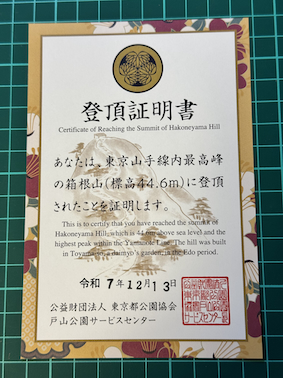 登頂証明書
Certificate of Reaching the Summit of Hakoneyama Hill
あなたは、東京山手線内最高峰
の箱根山(標高44.6m)に登頂
されたことを証明します。
This is to certify that you have reached the summit of
Hakoneyama Hill, which is 44.6m above sea level and the
highest peak within the Yamanote Line. The hill was built
in Toyamaso, a daimyo's garden, in the Edo period.
令和 7年12月13日
公益財団法人 東京都公園協会
戸山公園サービスセンター